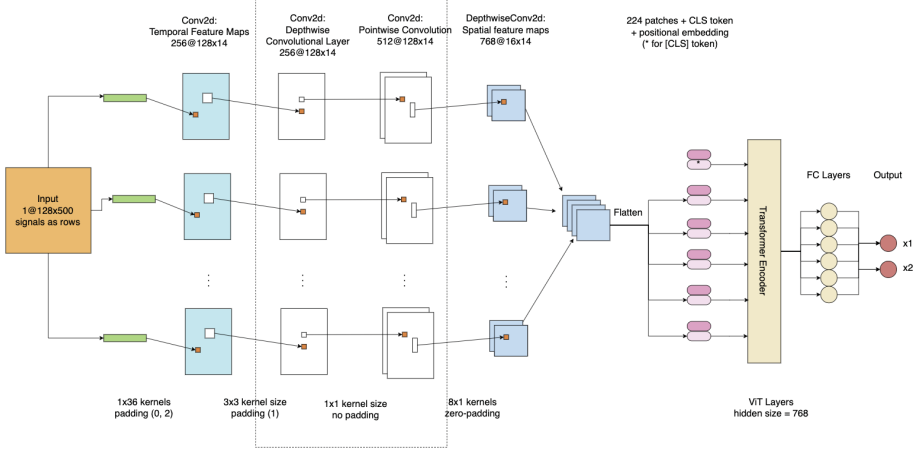 Conv2d:
Temporal Feature Maps
256@128x14
Conv2d:
Depthwise
Convolutional Layer
256@128x14
Conv2d:
Pointwise Convolution
512@128x14
DepthwiseConv2d:
Spatial feature maps
768@16x14
224 patches + CLS token
+ positional embedding
(* for [CLS] token)
Input
1@128x500
signals as rows
Flatten
*
Transformer Encoder
FC Layers
Output
x1
x2
1x36 kernels
padding (0, 2)
3x3 kernel size
padding (1)
1x1 kernel size
no padding
8x1 kernels
zero-padding
ViT Layers
hidden size = 768